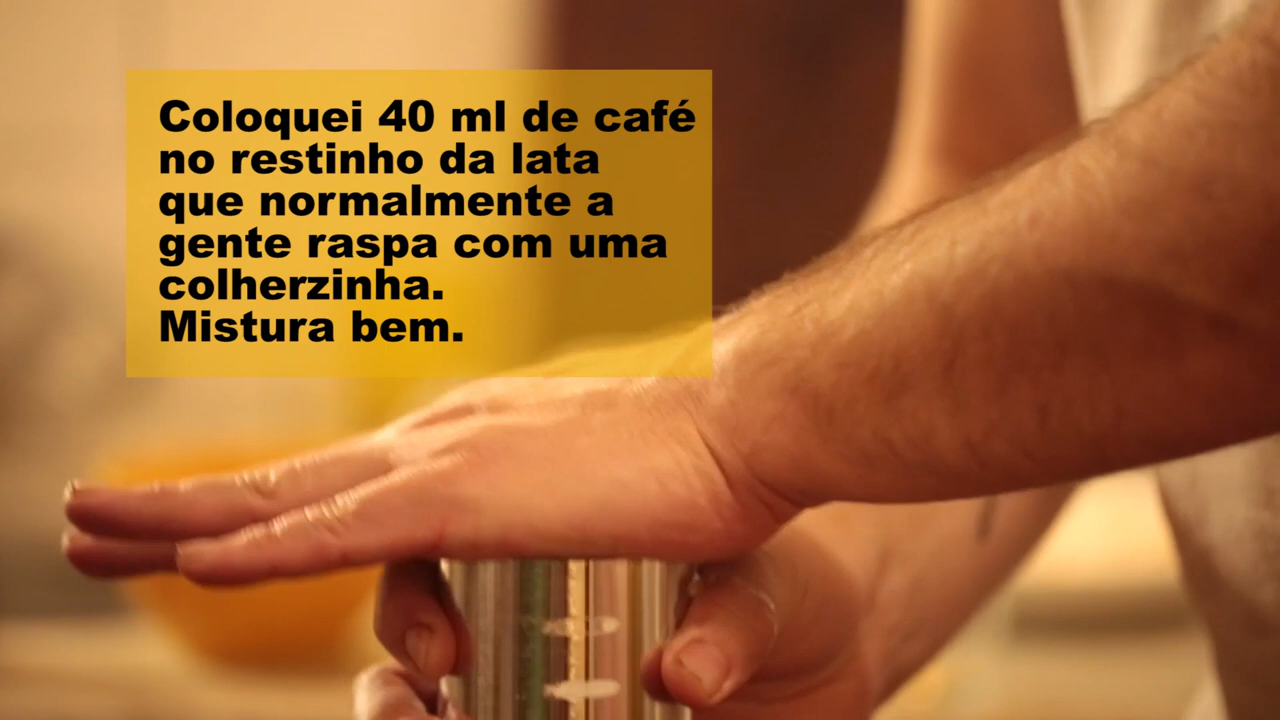 Coloquei 40 ml de café
no restinho da lata
que normalmente a
gente raspa com uma
colherzinha.
Mistura bem.